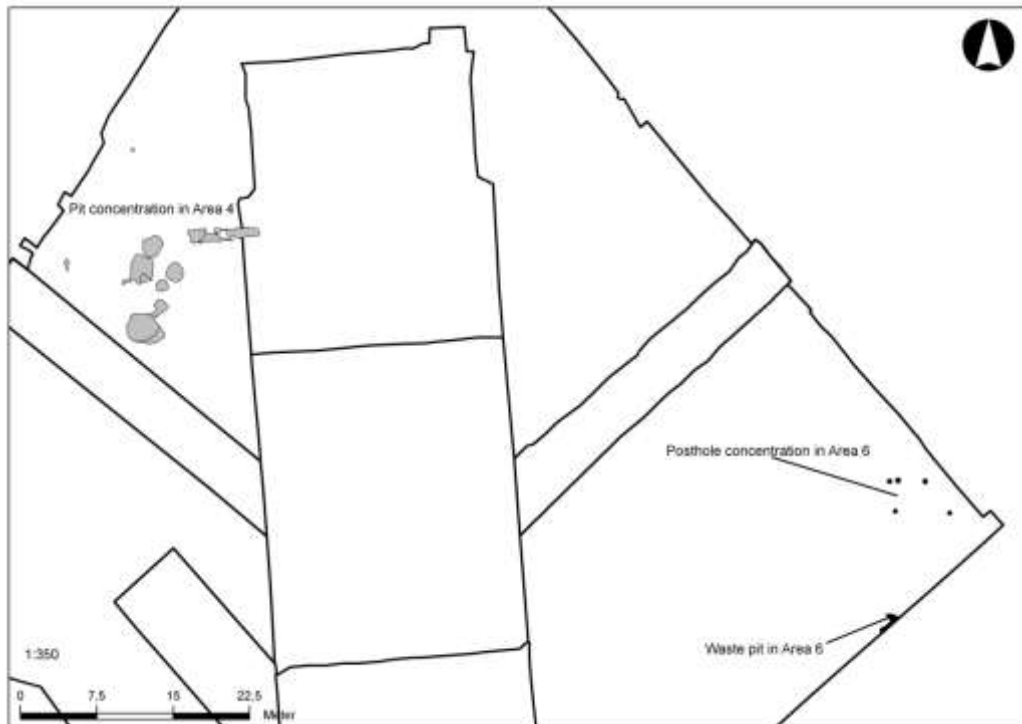 Pit concentration in Area 4
Posthole concentration in Area 6
Waste pit in Area 6
1:350
0 7,5 15 22,5
Meter